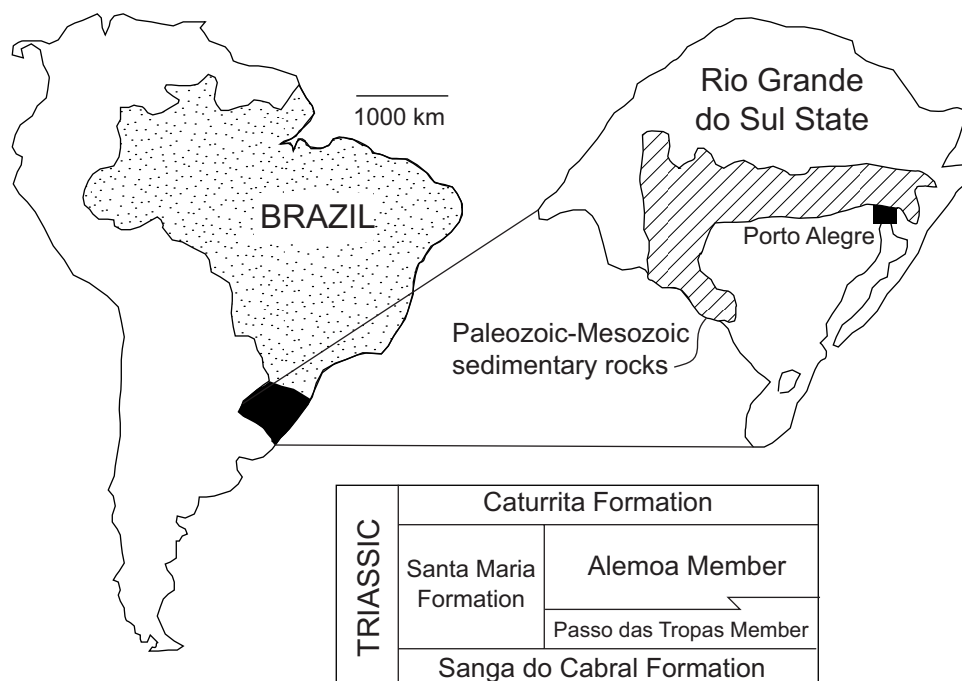 1000 km
BRAZIL
Rio Grande
do Sul State
Porto Alegre
Paleozoic-Mesozoic
sedimentary rocks
TRIASSIC
Caturrita Formation
Santa Maria
Formation
Alemoa Member
Passo das Tropas Member
Sanga do Cabral Formation